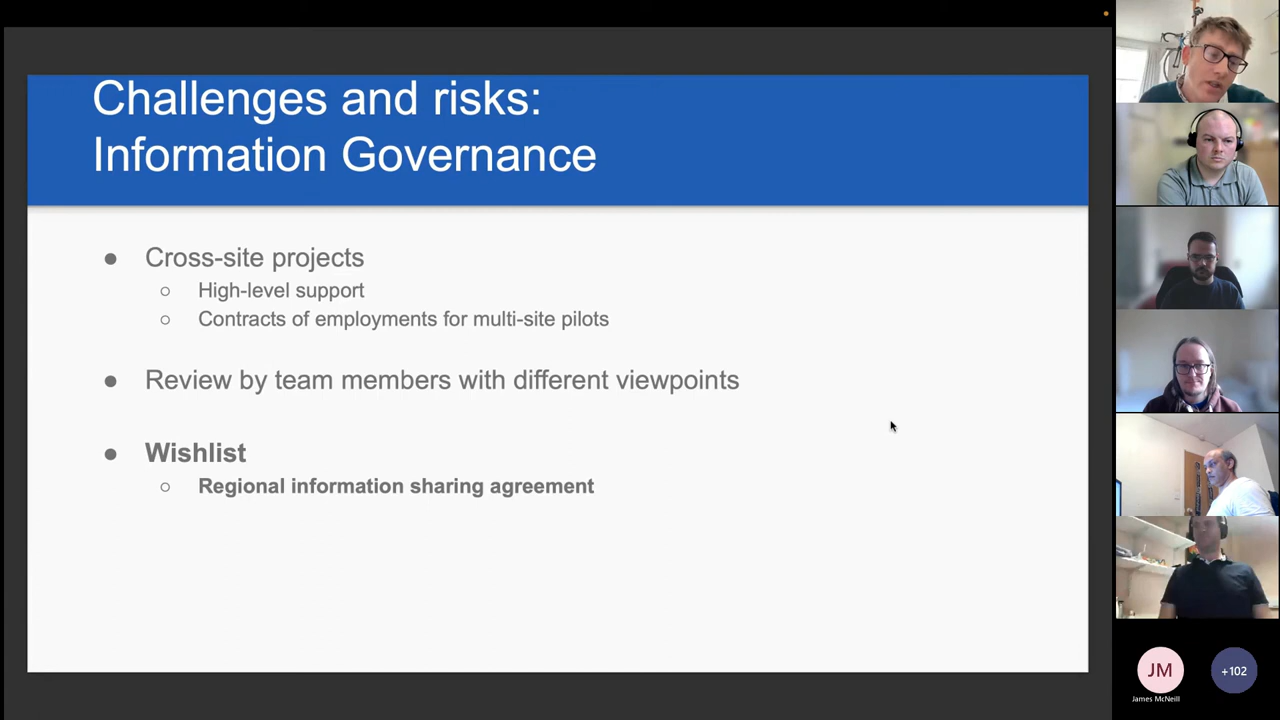 Challenges and risks:
Information Governance
Cross-site projects
High-level support
Contracts of employments for multi-site pilots
Review by team members with different viewpoints
Wishlist
Regional information sharing agreement
JM
+102
James McNeill